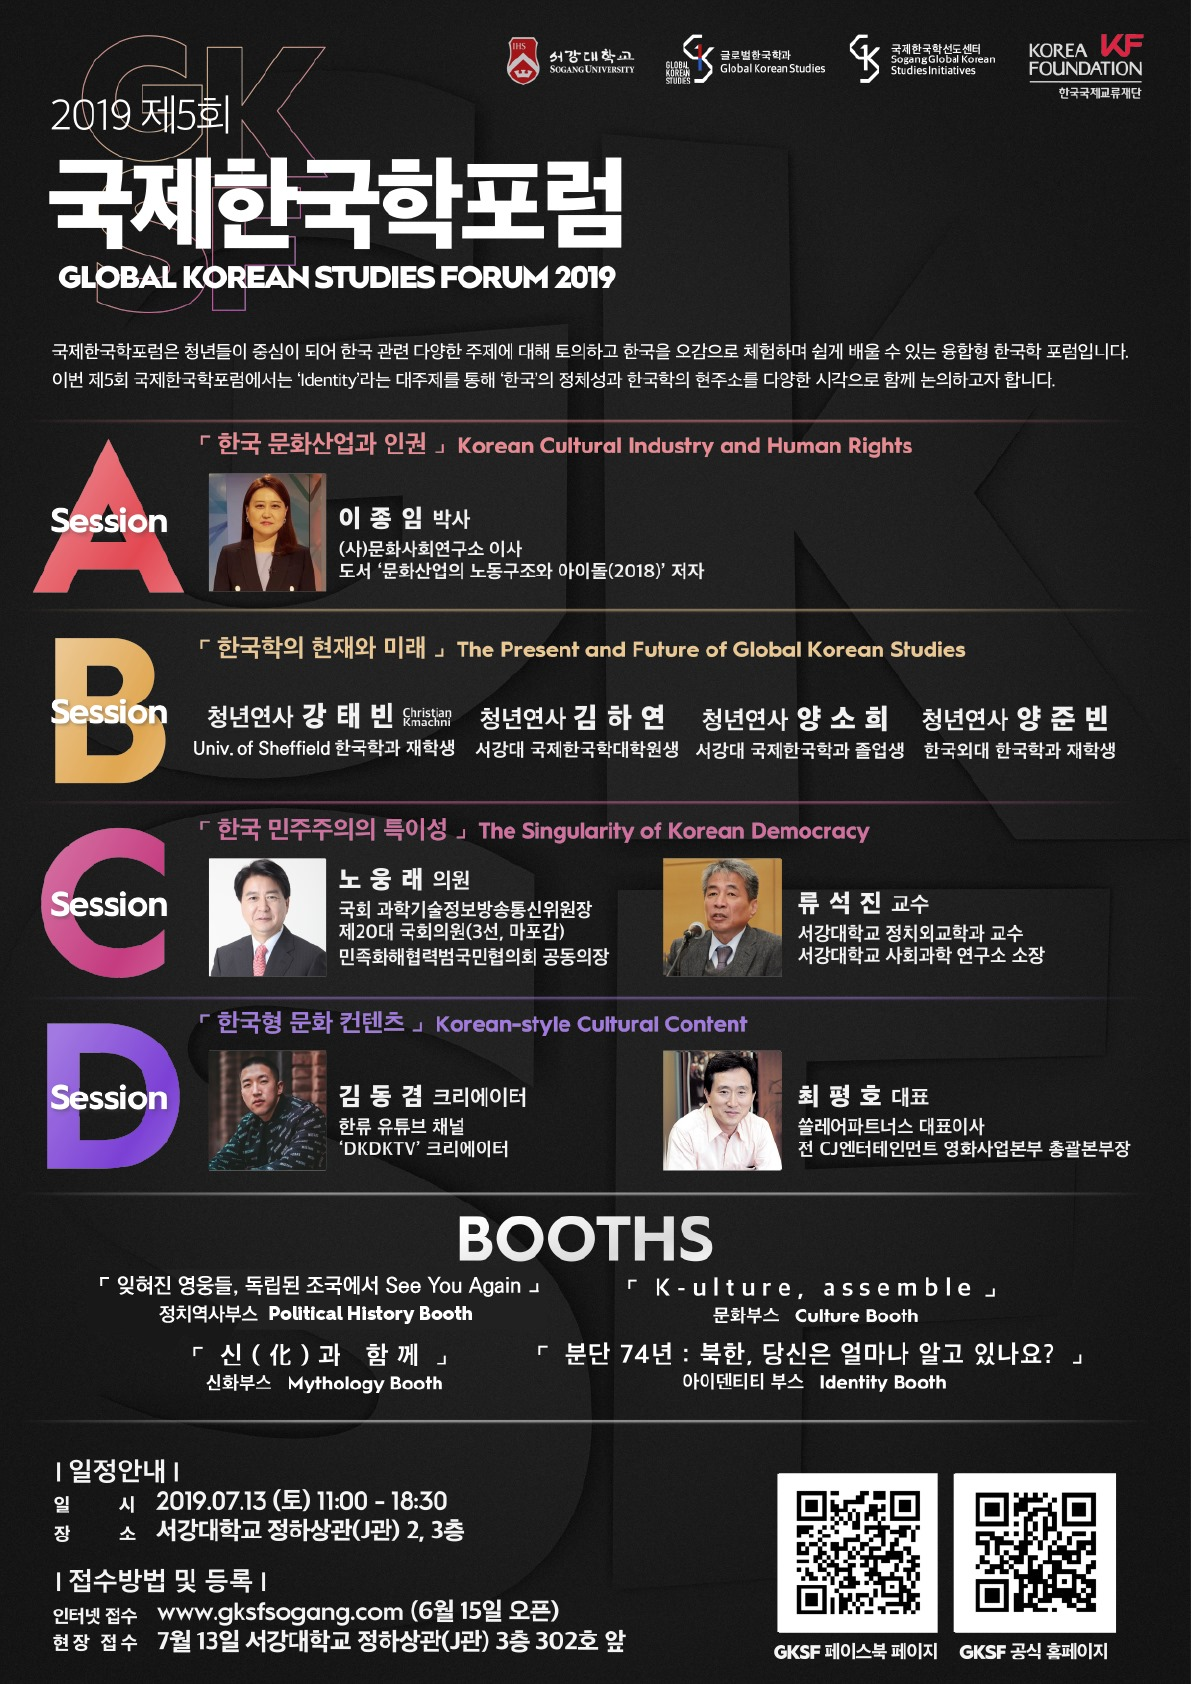 IHS
서강대학교
SOGANG UNIVERSITY
GLOBAL
KOREAN
STUDIES
글로벌한국학과
Global Korean Studies
국제한국학선도센터
Sogang Global Korean
Studies Initiatives
KOREA KF
FOUNDATION
한국국제교류재단
GK
SF
2019 제5회
국제한국학포럼
GLOBAL KOREAN STUDIES FORUM 2019
국제한국학포럼은 청년들이 중심이 되어 한국 관련 다양한 주제에 대해 토의하고 한국을 오감으로 체험하며 쉽게 배울 수 있는 융합형 한국학 포럼입니다.
이번 제5회 국제한국학포럼에서는 ‘Identity’라는 대주제를 통해 ‘한국’의 정체성과 한국학의 현주소를 다양한 시각으로 함께 논의하고자 합니다.
A
Session
「 한국 문화산업과 인권 」 Korean Cultural Industry and Human Rights
이 종 임 박사
(사)문화사회연구소 이사
도서 ‘문화산업의 노동구조와 아이돌(2018)’ 저자
B
Session
「 한국학의 현재와 미래 」 The Present and Future of Global Korean Studies
청년연사 강 태 빈 Christian Kmachni
Univ. of Sheffield 한국학과 재학생
청년연사 김 하 연
서강대 국제한국학대학원생
청년연사 양 소 희
서강대 국제한국학과 졸업생
청년연사 양 준 빈
한국외대 한국학과 재학생
C
Session
「 한국 민주주의의 특이성 」 The Singularity of Korean Democracy
노 웅 래 의원
국회 과학기술정보방송통신위원장
제20대 국회의원(3선, 마포갑)
민족화해협력범국민협의회 공동의장
류 석 진 교수
서강대학교 정치외교학과 교수
서강대학교 사회과학 연구소 소장
D
Session
「 한국형 문화 컨텐츠 」 Korean-style Cultural Content
김 동 겸 크리에이터
한류 유튜브 채널
‘DKDKTV’ 크리에이터
최 평 호 대표
쏠레어파트너스 대표이사
전 CJ엔터테인먼트 영화사업본부 총괄본부장
BOOTHS
「 잊혀진 영웅들, 독립된 조국에서 See You Again 」
정치역사부스 Political History Booth
「 K-ulture, assemble 」
문화부스 Culture Booth
「 신(化)과 함께 」
신화부스 Mythology Booth
「 분단 74년 : 북한, 당신은 얼마나 알고 있나요? 」
아이덴티티 부스 Identity Booth
| 일정안내 |
일 시 2019.07.13 (토) 11:00 - 18:30
장 소 서강대학교 정하상관(J관) 2, 3층
| 접수방법 및 등록 |
인터넷 접수 www.gksfsogang.com (6월 15일 오픈)
현장 접수 7월 13일 서강대학교 정하상관(J관) 3층 302호 앞
GKSF 페이스북 페이지
GKSF 공식 홈페이지